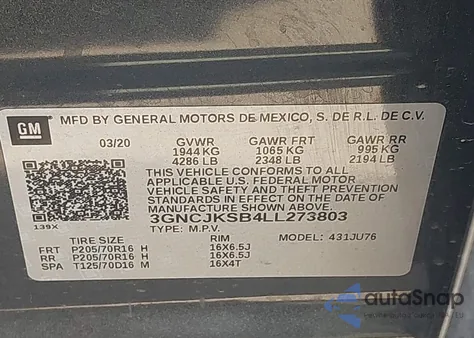 GM
MFD BY GENERAL MOTORS DE MEXICO, S. DE R.L. DE C.V.
03/20 GVWR GAWR FRT GAWR RR
1944 KG 1065 KG 995 KG
4286 LB 2348 LB 2194 LB
THIS VEHICLE CONFORMS TO ALL
APPLICABLE U.S. FEDERAL MOTOR
VEHICLE SAFETY AND THEFT PREVENTION
STANDARDS IN EFFECT ON THE DATE OF
MANUFACTURE SHOWN ABOVE.
3GNCJKSB4LL273803
139X TYPE: M.P.V.
TIRE SIZE RIM MODEL: 431JU76
FRT P205/70R16 H 16X6.5J
RR P205/70R16 H 16X6.5J
SPA T125/70D16 M 16X4T
autoSnap